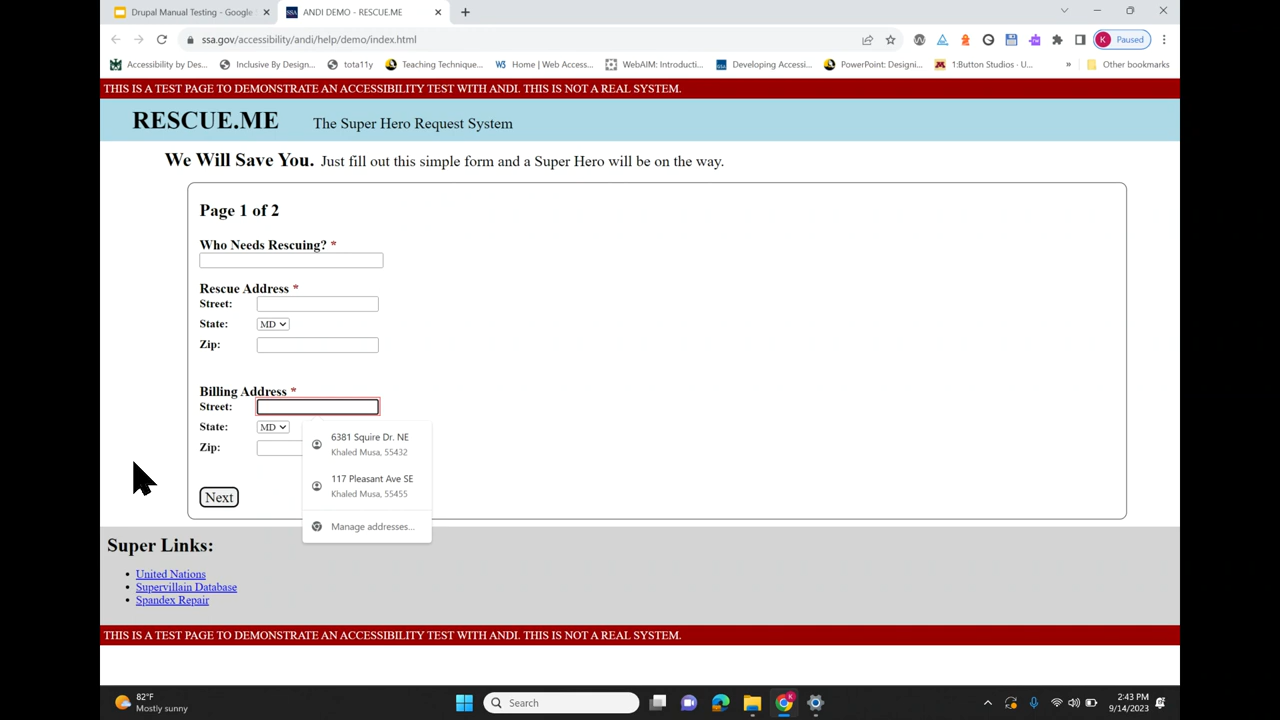 Drupal Manual Testing - Google
ANDI DEMO - RESCUE.ME
ssa.gov/accessibility/andi/help/demo/index.html
Paused
Accessibility by Des...
Inclusive By Design...
tota11y
Teaching Technique...
Home | Web Access...
WebAIM: Introducti...
Developing Accessi...
PowerPoint: Designi...
1:Button Studios - U...
»
Other bookmarks
THIS IS A TEST PAGE TO DEMONSTRATE AN ACCESSIBILITY TEST WITH ANDI. THIS IS NOT A REAL SYSTEM.
RESCUE.ME The Super Hero Request System
We Will Save You. Just fill out this simple form and a Super Hero will be on the way.
Page 1 of 2
Who Needs Rescuing? *
Rescue Address *
Street:
State: MD
Zip:
Billing Address *
Street:
State: MD
Zip:
6381 Squire Dr. NE
Khaled Musa, 55432
117 Pleasant Ave SE
Khaled Musa, 55455
Manage addresses...
Next
Super Links:
• United Nations
• Supervillain Database
• Spandex Repair
THIS IS A TEST PAGE TO DEMONSTRATE AN ACCESSIBILITY TEST WITH ANDI. THIS IS NOT A REAL SYSTEM.
82°F
Mostly sunny
Search
2:43 PM
9/14/2023